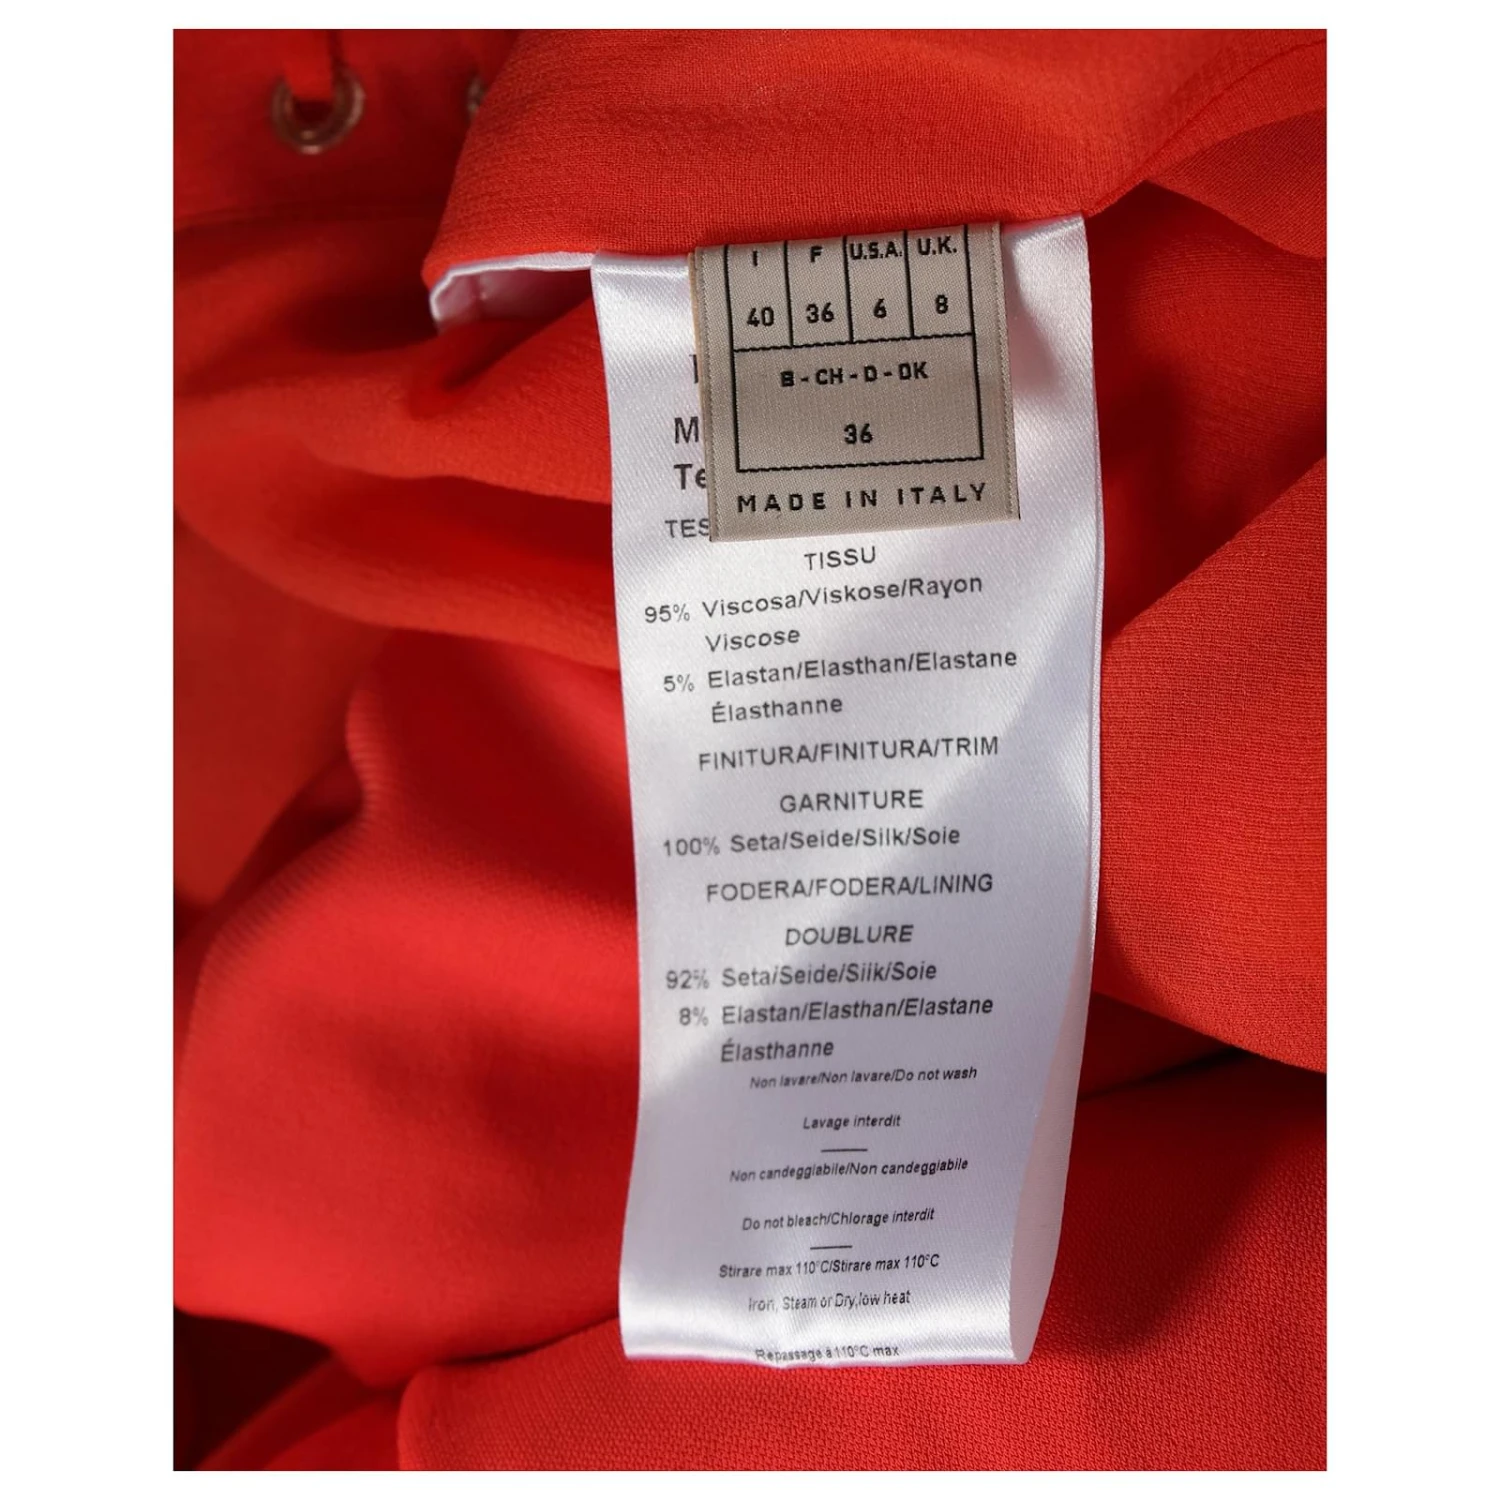 I F U.S.A. U.K.
40 36 6 8
B - CH - D - DK
36
MADE IN ITALY
M
Te
TES
TISSU
95% Viscosa/Viskose/Rayon
Viscose
5% Elastan/Elasthan/Elastane
Élasthanne
FINITURA/FINITURA/TRIM
GARNITURE
100% Seta/Seide/Silk/Soie
FODERA/FODERA/LINING
DOUBLURE
92% Seta/Seide/Silk/Soie
8% Elastan/Elasthan/Elastane
Élasthanne
Non lavare/Non lavare/Do not wash
Lavage interdit
Non candeggiabile/Non candeggiabile
Do not bleach/Chlorage interdit
Stirare max 110°C/Stirare max 110°C
Iron, Steam or Dry,low heat
Repassage à 110°C max